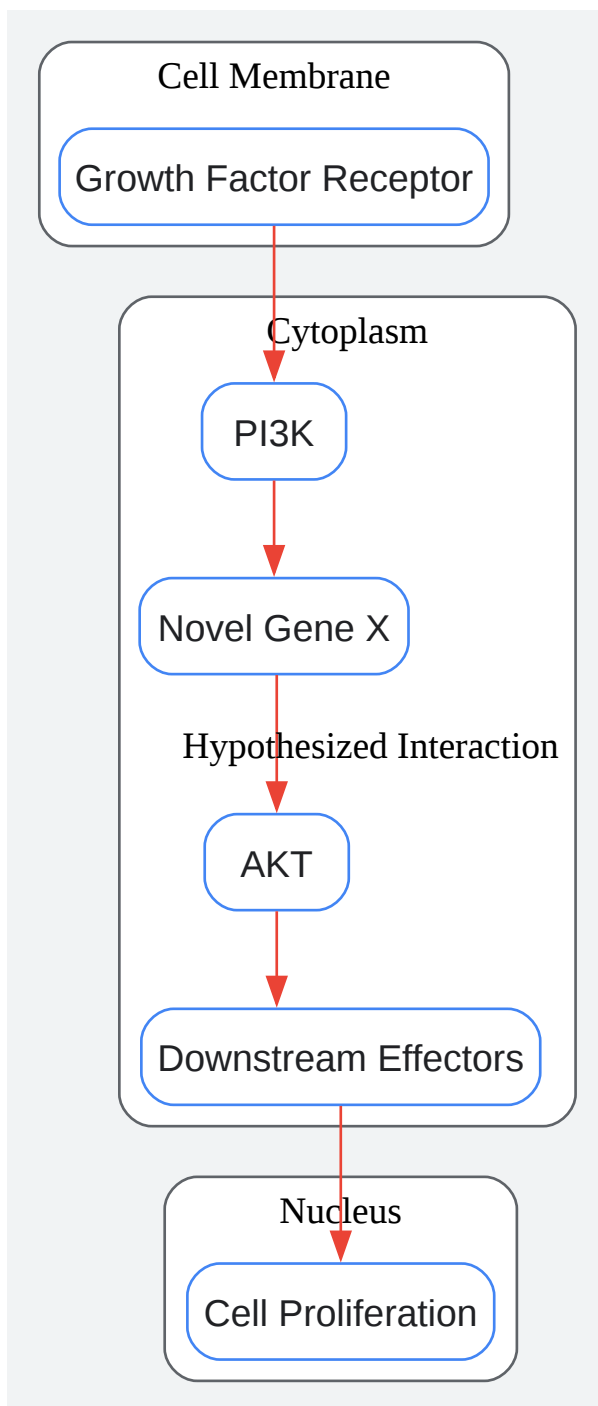 Cell Membrane
Growth Factor Receptor
Cytoplasm
PI3K
Novel Gene X
Hypothesized Interaction
AKT
Downstream Effectors
Nucleus
Cell Proliferation